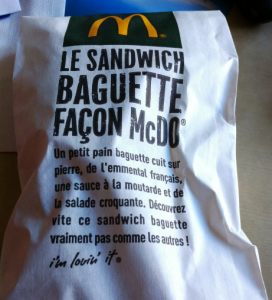 LE SANDWICH
BAGUETTE
FAÇON McDO®
Un petit pain baguette cuit sur
pierre, de l'emmental français,
une sauce à la moutarde et de
la salade croquante. Découvrez
vite ce sandwich baguette
vraiment pas comme les autres !
i'm lovin' it®